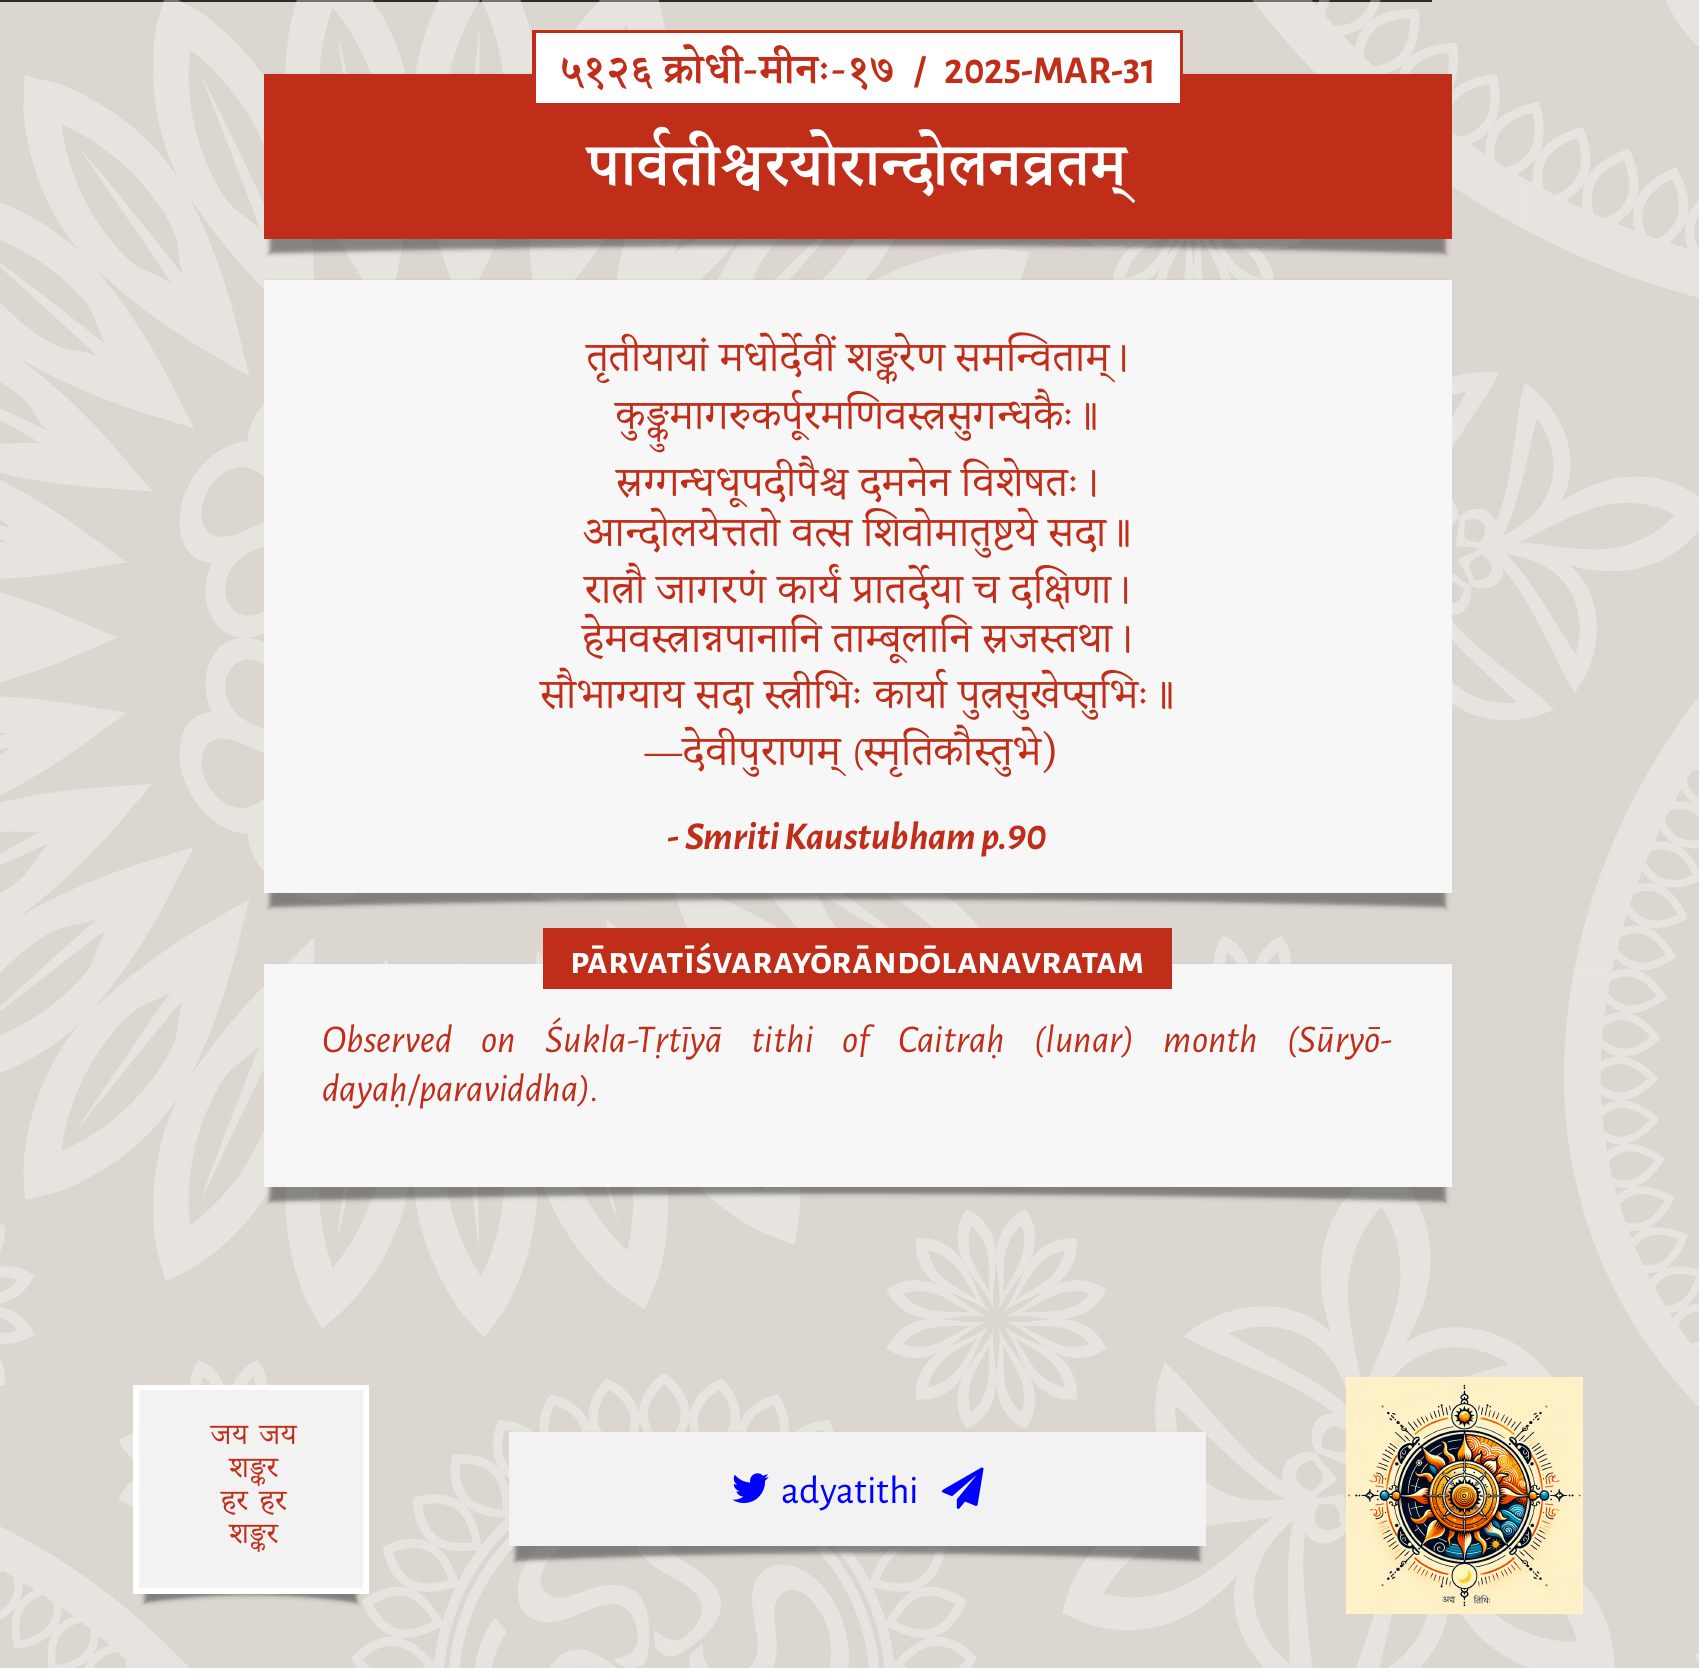 ५१२६ क्रोधी-मीनः-१७ / 2025-MAR-31
पार्वतीश्वरयोरान्दोलनव्रतम्
तृतीयायां मधोर्देवीं शङ्करेण समन्विताम्।
कुङ्कुमागरुकर्पूरमणिवस्त्रसुगन्धकैः॥
स्रग्गन्धधूपदीपैश्च दमनेन विशेषतः।
आन्दोलयेत्ततो वत्स शिवोमातुष्टये सदा॥
रात्रौ जागरणं कार्यं प्रातर्देया च दक्षिणा।
हेमवस्त्रान्नपानानि ताम्बूलानि स्रजस्तथा।
सौभाग्याय सदा स्त्रीभिः कार्या पुत्रसुखेप्सुभिः॥
—देवीपुराणम् (स्मृतिकौस्तुभे)
- Smriti Kaustubham p.90
PĀRVATĪŚVARAYŌRĀNDŌLANAVRATAM
Observed on Śukla-Tṛtīyā tithi of Caitraḥ (lunar) month (Sūryō-
dayaḥ/paraviddha).
जय जय
शङ्कर
हर हर
शङ्कर
adyatithi
अद्य तिथिः